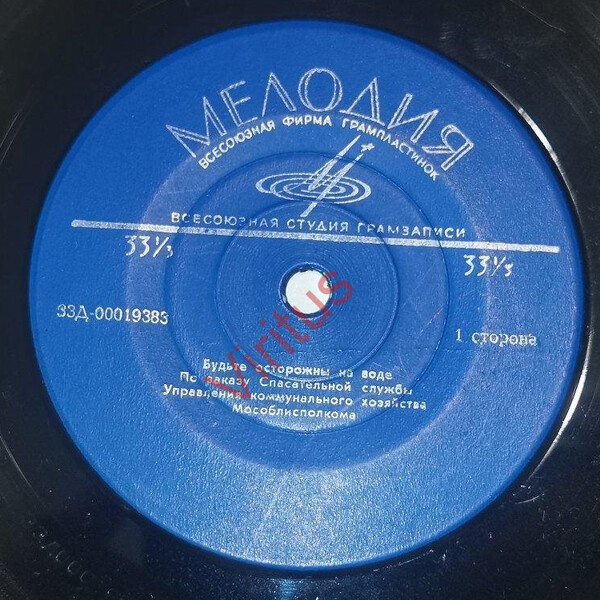 МЕЛОДИЯ
ВСЕСОЮЗНАЯ ФИРМА ГРАМПЛАСТИНОК
ВСЕСОЮЗНАЯ СТУДИЯ ГРАМЗАПИСИ
33⅓ 33⅓
33Д-00019383 1 сторона
Будьте осторожны на воде
По заказу Спасательной службы
Управления коммунального хозяйства
Мособлисполкома
Viritus